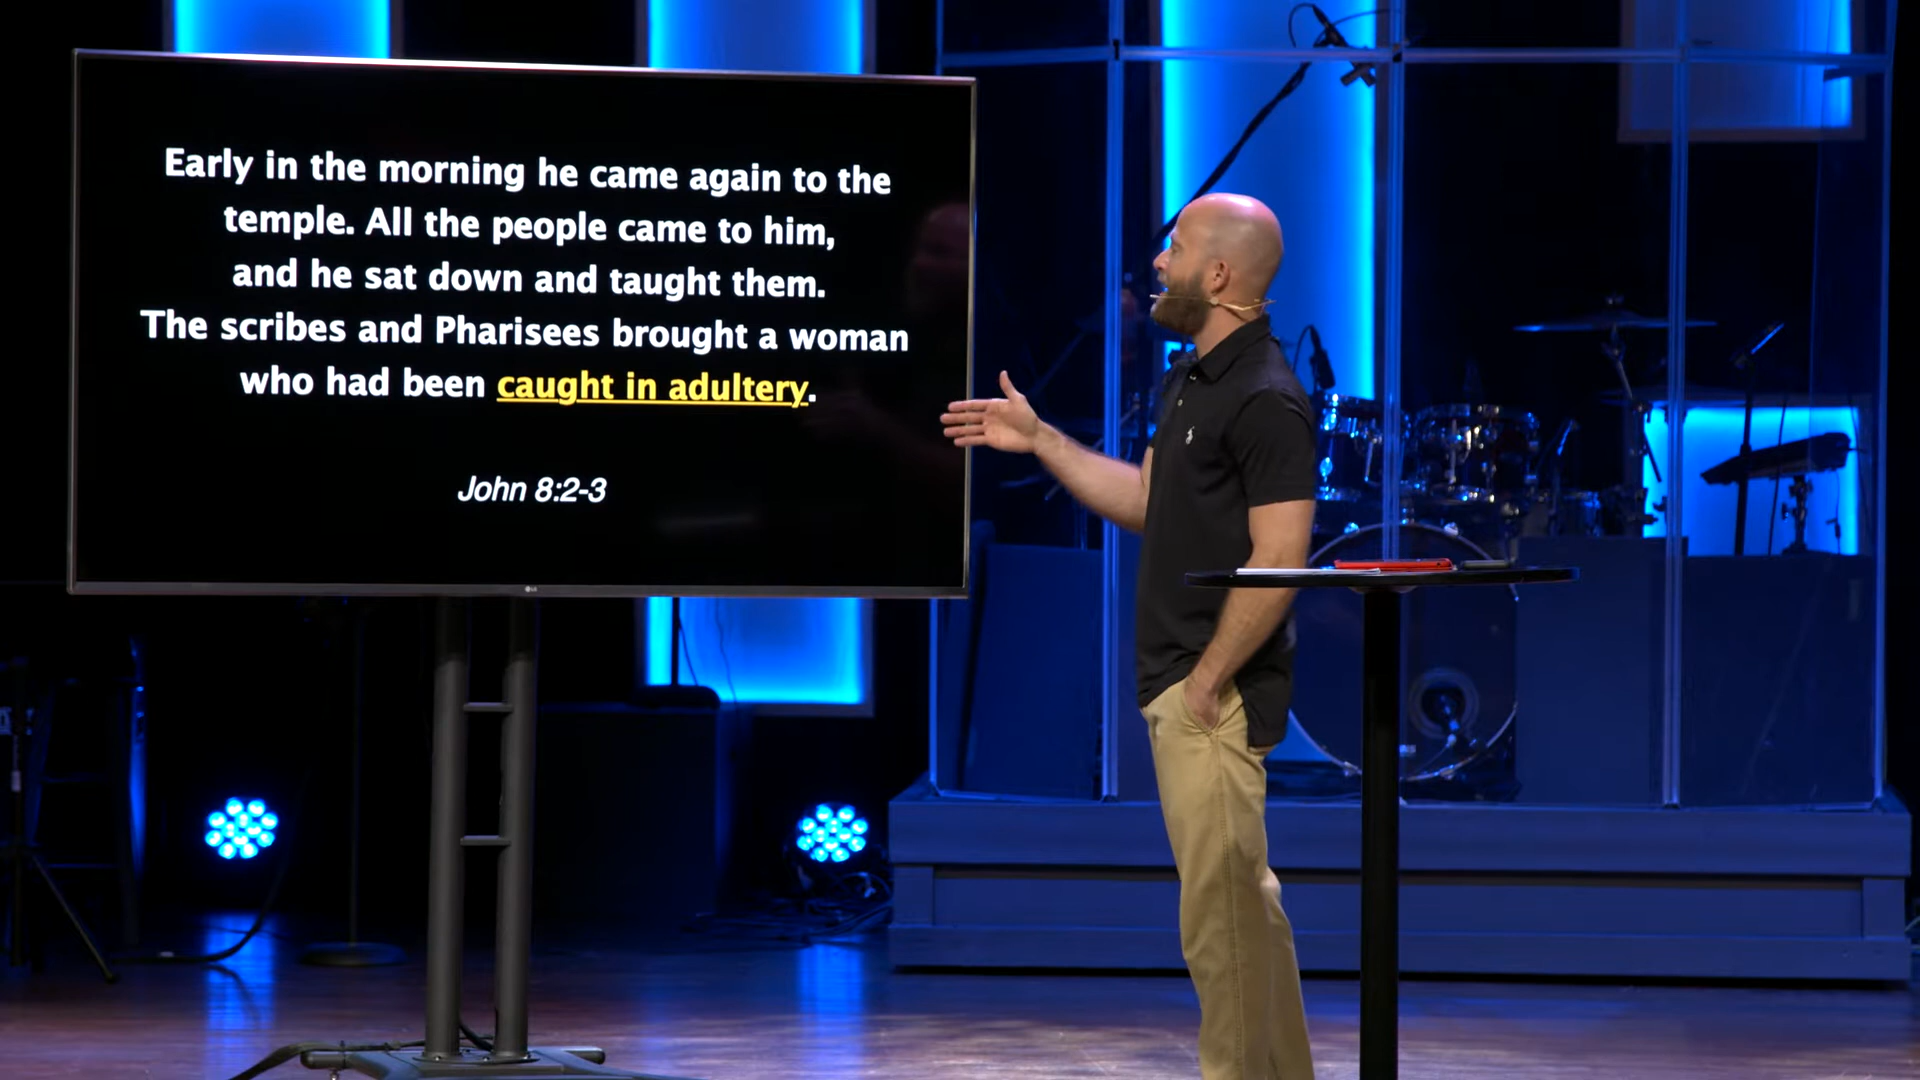 Early in the morning he came again to the
temple. All the people came to him,
and he sat down and taught them.
The scribes and Pharisees brought a woman
who had been caught in adultery.
John 8:2-3
LG